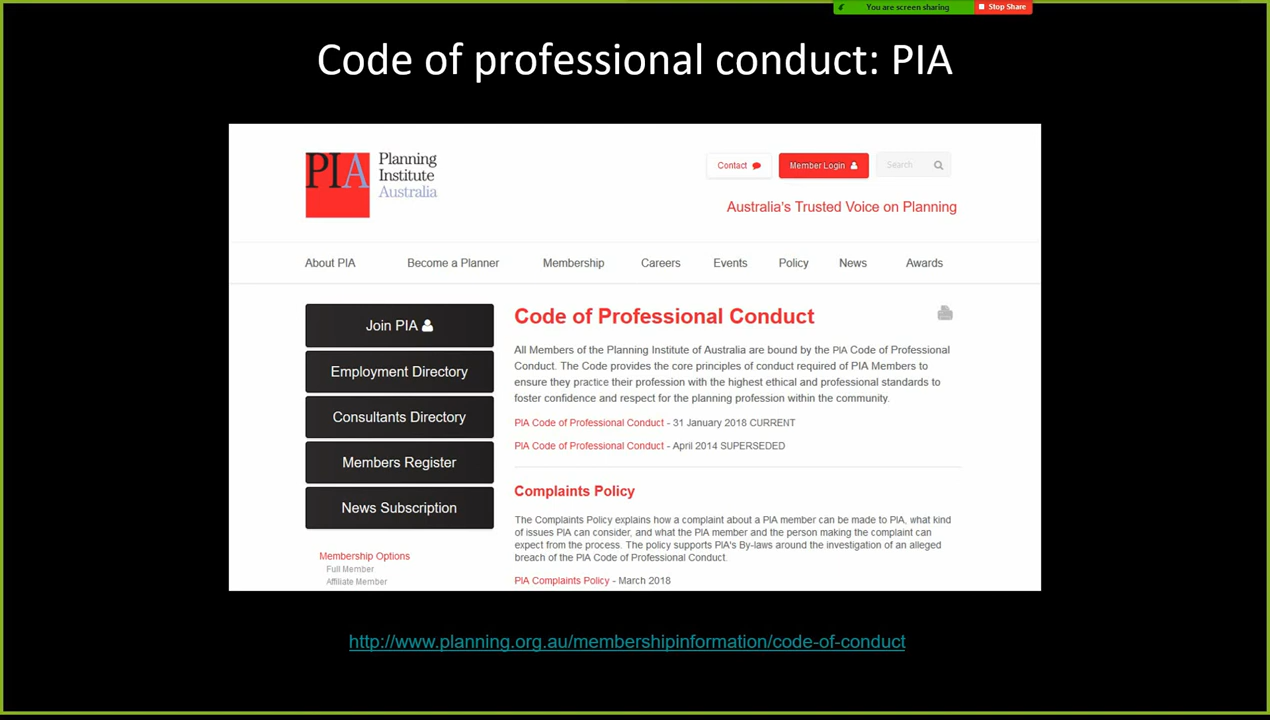 You are screen sharing
Stop Share
Code of professional conduct: PIA
PIA
Planning
Institute
Australia
Contact
Member Login
Search
Australia's Trusted Voice on Planning
About PIA
Become a Planner
Membership
Careers
Events
Policy
News
Awards
Join PIA
Employment Directory
Consultants Directory
Members Register
News Subscription
Membership Options
Full Member
Affiliate Member
Code of Professional Conduct
All Members of the Planning Institute of Australia are bound by the PIA Code of Professional
Conduct. The Code provides the core principles of conduct required of PIA Members to
ensure they practice their profession with the highest ethical and professional standards to
foster confidence and respect for the planning profession within the community.
PIA Code of Professional Conduct - 31 January 2018 CURRENT
PIA Code of Professional Conduct - April 2014 SUPERSEDED
Complaints Policy
The Complaints Policy explains how a complaint about a PIA member can be made to PIA, what kind
of issues PIA can consider, and what the PIA member and the person making the complaint can
expect from the process. The policy supports PIA's By-laws around the investigation of an alleged
breach of the PIA Code of Professional Conduct.
PIA Complaints Policy - March 2018
http://www.planning.org.au/membershipinformation/code-of-conduct